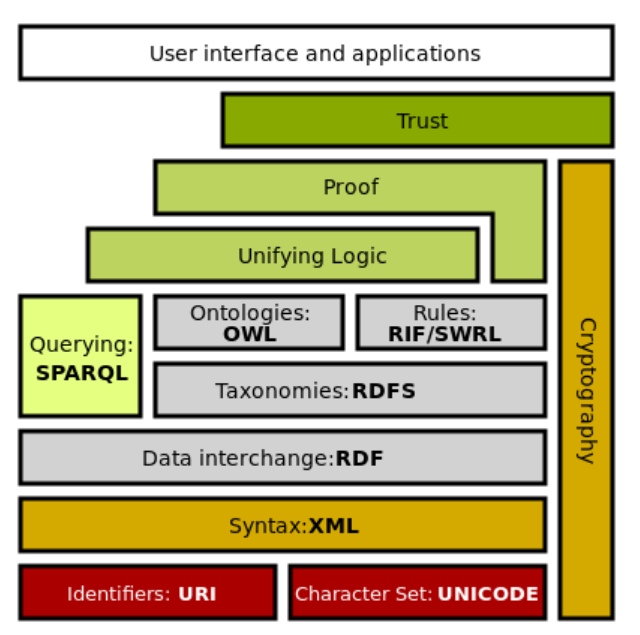 User interface and applications
Trust
Proof
Unifying Logic
Ontologies:
OWL
Rules:
RIF/SWRL
Querying:
SPARQL
Taxonomies: RDFS
Data interchange:RDF
Syntax:XML
Identifiers: URI
Character Set: UNICODE
Cryptography